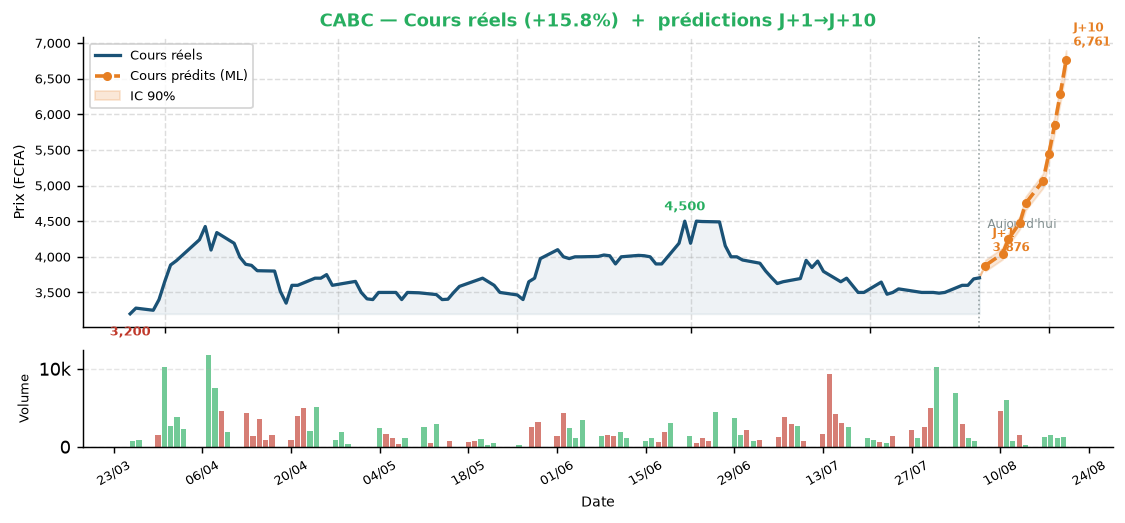 CABC — Cours réels (+15.8%)  +  prédictions J+1→J+10
Cours réels
Cours prédits (ML)
IC 90%
Prix (FCFA)
7,000
6,500
6,000
5,500
5,000
4,500
4,000
3,500
3,200
4,500
Aujourd'hui
J+1
3,876
J+10
6,761
Volume
10k
0
23/03
06/04
20/04
04/05
18/05
01/06
15/06
29/06
13/07
27/07
10/08
24/08
Date